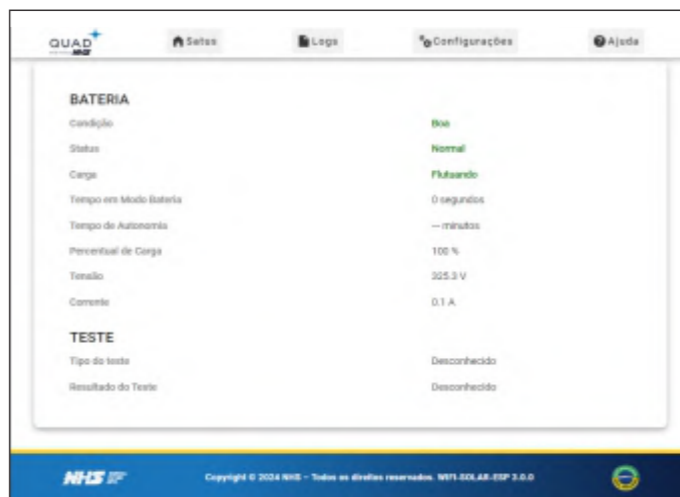 QUAD
NHS
Satus
Logs
Configurações
Ajuda
BATERIA
Condição Boa
Status Normal
Carga Flutuando
Tempo em Modo Bateria 0 segundos
Tempo de Autonomia -- minutos
Percentual de Carga 100 %
Tensão 325.3 V
Corrente 0.1 A
TESTE
Tipo do teste Desconhecido
Resultado do Teste Desconhecido
NHS
Copyright © 2024 NHS – Todos os direitos reservados. WIFI-SOLAR-ESP 3.0.0